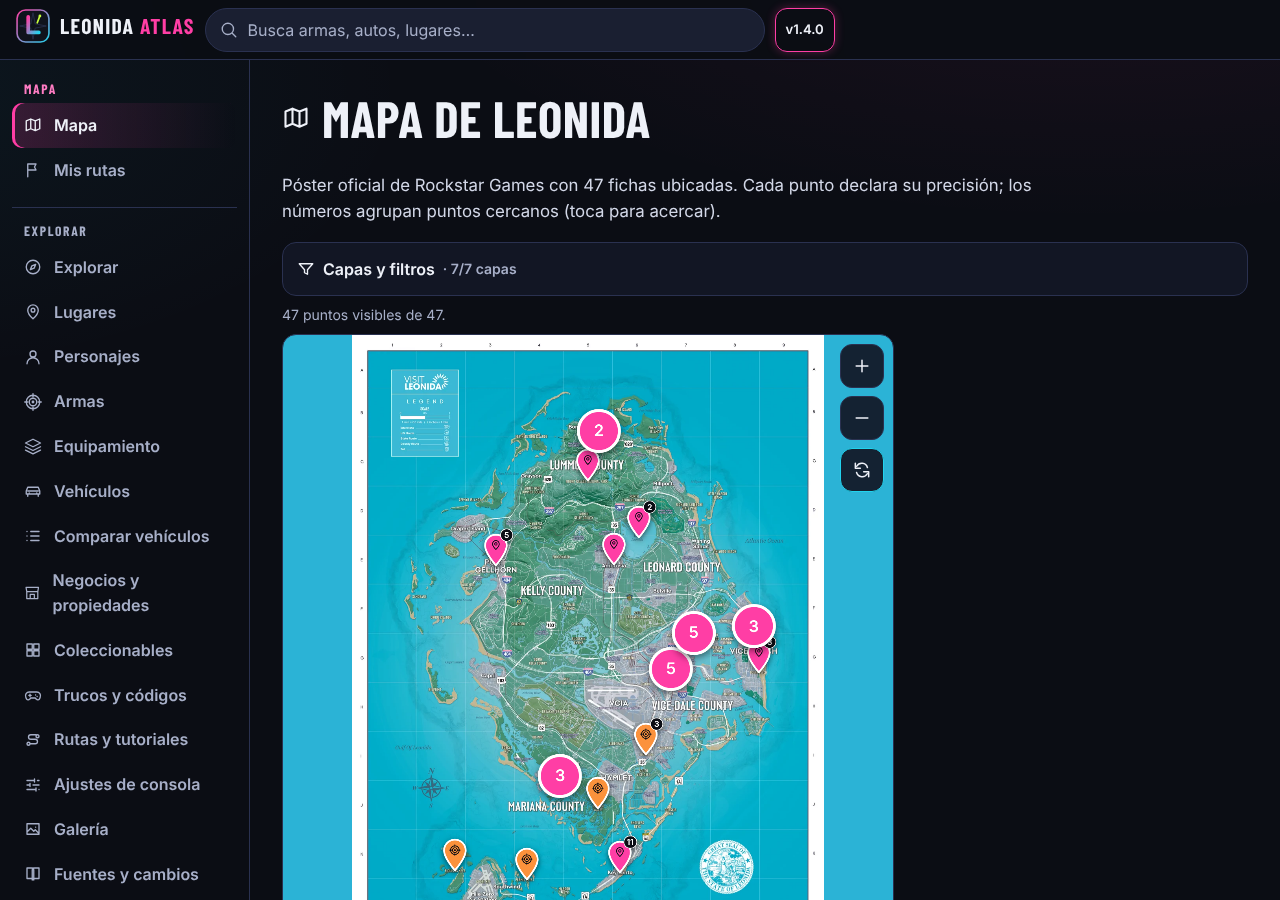 LEONIDA ATLAS
Busca armas, autos, lugares...
v1.4.0
MAPA
Mapa
Mis rutas
EXPLORAR
Explorar
Lugares
Personajes
Armas
Equipamiento
Vehículos
Comparar vehículos
Negocios y
propiedades
Coleccionables
Trucos y códigos
Rutas y tutoriales
Ajustes de consola
Galería
Fuentes y cambios
MAPA DE LEONIDA
Póster oficial de Rockstar Games con 47 fichas ubicadas. Cada punto declara su precisión; los
números agrupan puntos cercanos (toca para acercar).
Capas y filtros · 7/7 capas
47 puntos visibles de 47.
VISIT
LEONIDA
LEGEND
2
2
5
GELLHORN
LEONARD COUNTY
KELLY COUNTY
5
3
5
VCIA
VICE-DALE COUNTY
3
3
HAMLET
MARIANA COUNTY
11